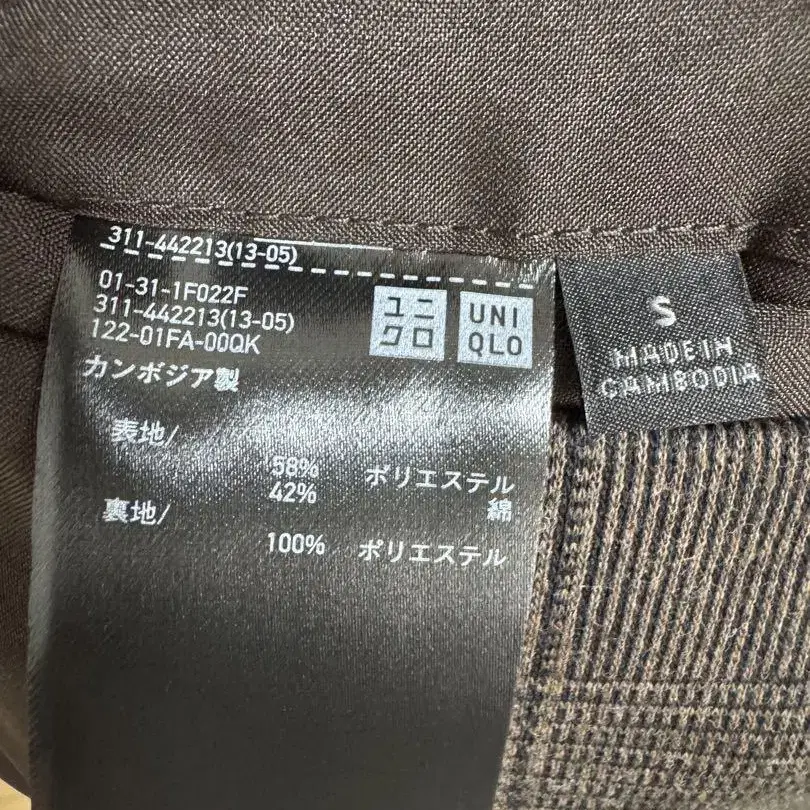 311-442213(13-05)
01-31-1F022F
311-442213(13-05)
122-01FA-00QK
カンボジア製
ユニ
クロ
UNI
QLO
表地/
58% ポリエステル
42% 綿
裏地/
100% ポリエステル
S
MADE IN
CAMBODIA